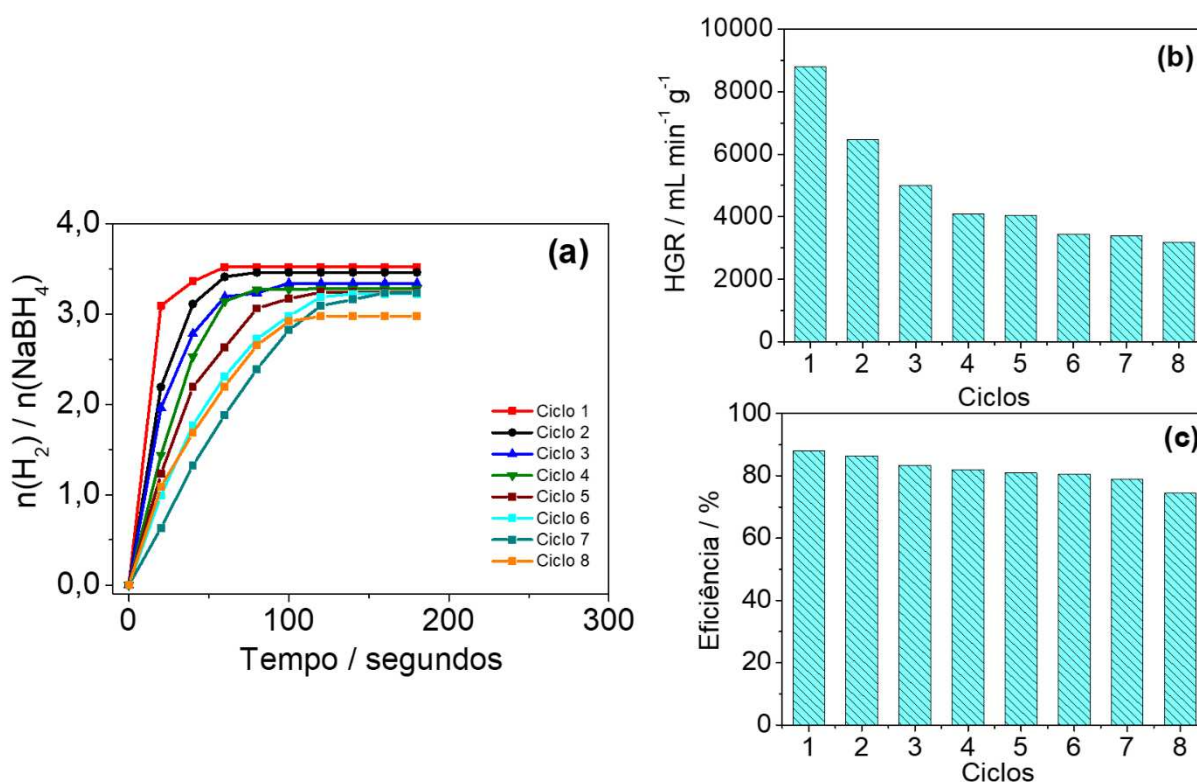 (a)
n(H₂) / n(NaBH₄)
4,0
3,0
2,0
1,0
0,0
0 100 200 300
Tempo / segundos
Ciclo 1
Ciclo 2
Ciclo 3
Ciclo 4
Ciclo 5
Ciclo 6
Ciclo 7
Ciclo 8
(b)
HGR / mL min⁻¹ g⁻¹
10000
8000
6000
4000
2000
0
1 2 3 4 5 6 7 8
Ciclos
(c)
Eficiência / %
100
80
60
40
20
0
1 2 3 4 5 6 7 8
Ciclos